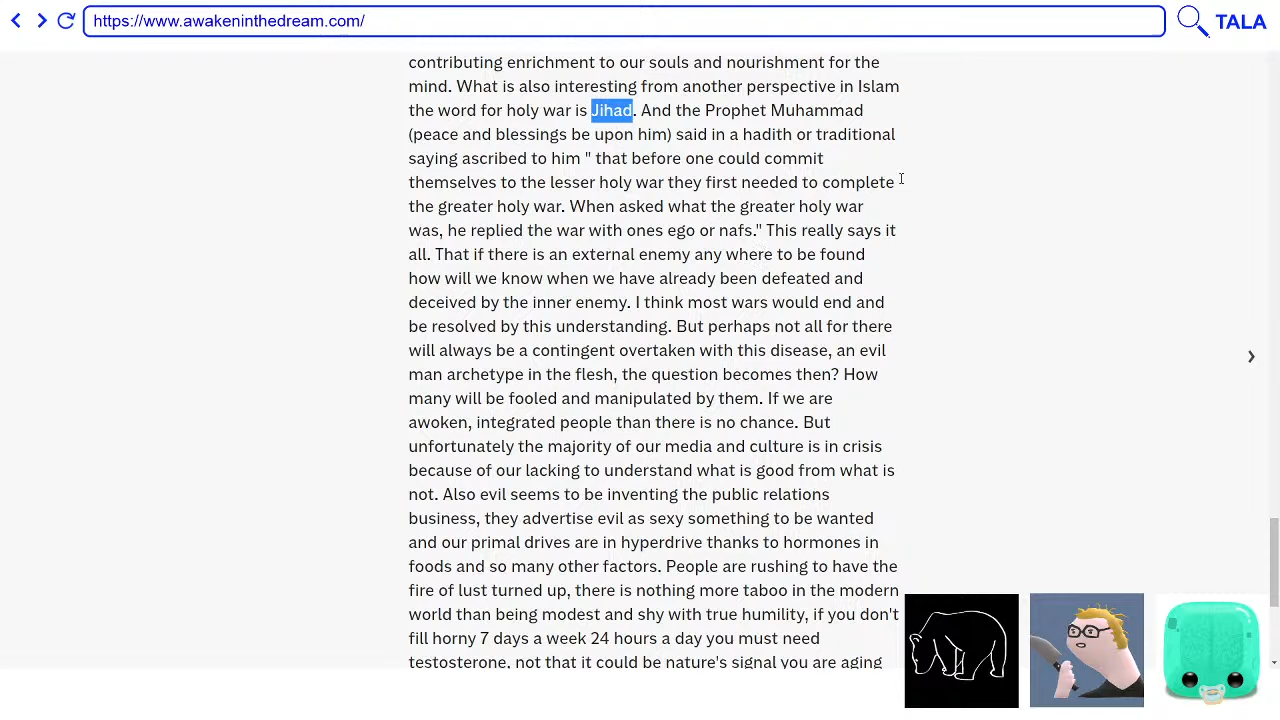 https://www.awakeninthedream.com/
TALA
contributing enrichment to our souls and nourishment for the
mind. What is also interesting from another perspective in Islam
the word for holy war is Jihad. And the Prophet Muhammad
(peace and blessings be upon him) said in a hadith or traditional
saying ascribed to him " that before one could commit
themselves to the lesser holy war they first needed to complete
the greater holy war. When asked what the greater holy war
was, he replied the war with ones ego or nafs." This really says it
all. That if there is an external enemy any where to be found
how will we know when we have already been defeated and
deceived by the inner enemy. I think most wars would end and
be resolved by this understanding. But perhaps not all for there
will always be a contingent overtaken with this disease, an evil
man archetype in the flesh, the question becomes then? How
many will be fooled and manipulated by them. If we are
awoken, integrated people than there is no chance. But
unfortunately the majority of our media and culture is in crisis
because of our lacking to understand what is good from what is
not. Also evil seems to be inventing the public relations
business, they advertise evil as sexy something to be wanted
and our primal drives are in hyperdrive thanks to hormones in
foods and so many other factors. People are rushing to have the
fire of lust turned up, there is nothing more taboo in the modern
world than being modest and shy with true humility, if you don't
fill horny 7 days a week 24 hours a day you must need
testosterone, not that it could be nature's signal you are aging